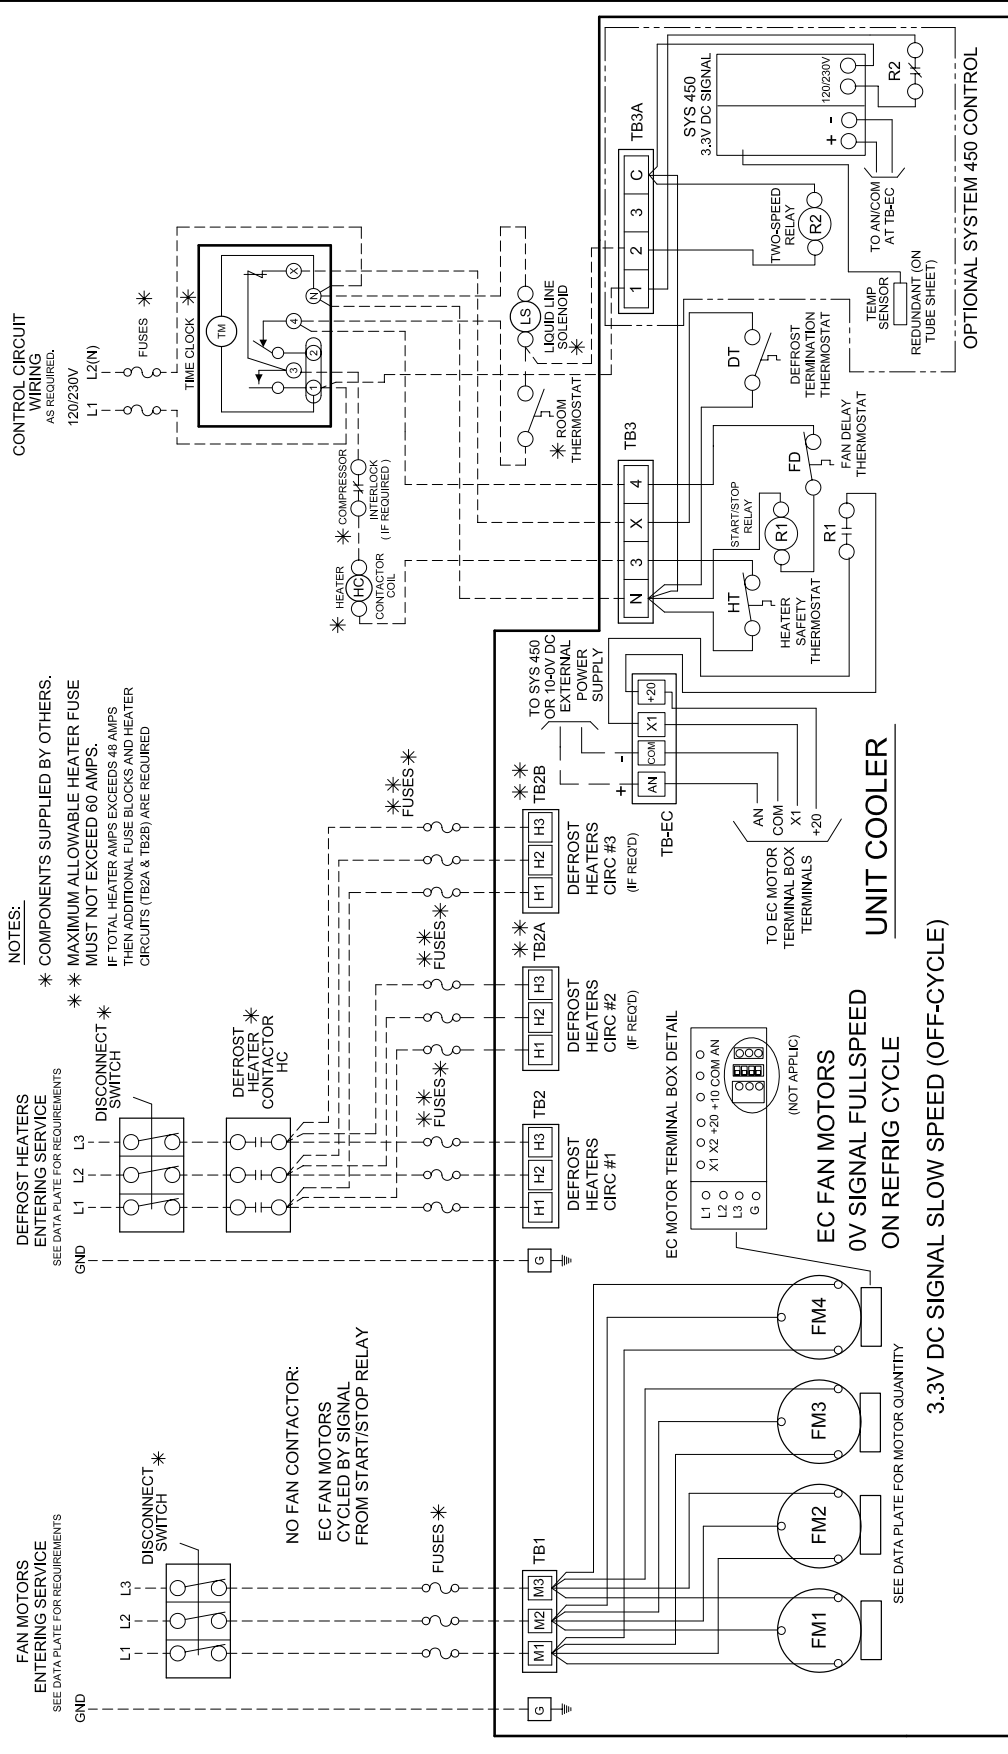 FAN MOTORS
ENTERING SERVICE
SEE DATA PLATE FOR REQUIREMENTS
GND
L1
L2
L3
DISCONNECT *
SWITCH
NO FAN CONTACTOR:
EC FAN MOTORS
CYCLED BY SIGNAL
FROM START/STOP RELAY
FUSES *
G
M1
M2
M3
TB1
FM1
FM2
FM3
FM4
SEE DATA PLATE FOR MOTOR QUANTITY
DEFROST HEATERS
ENTERING SERVICE
SEE DATA PLATE FOR REQUIREMENTS
GND
L1
L2
L3
DISCONNECT *
SWITCH
DEFROST
HEATER
CONTACTOR
HC
* *
FUSES *
* *
FUSES *
* *
FUSES *
G
H1
H2
H3
TB2
DEFROST
HEATERS
CIRC #1
H1
H2
H3
* *
TB2A
DEFROST
HEATERS
CIRC #2
(IF REQ'D)
H1
H2
H3
* *
TB2B
DEFROST
HEATERS
CIRC #3
(IF REQ'D)
EC MOTOR TERMINAL BOX DETAIL
L1
L2
L3
G
X1 X2 +20 +10 COM AN
(NOT APPLIC)
EC FAN MOTORS
0V SIGNAL FULLSPEED
ON REFRIG CYCLE
3.3V DC SIGNAL SLOW SPEED (OFF-CYCLE)
NOTES:
* COMPONENTS SUPPLIED BY OTHERS.
* * MAXIMUM ALLOWABLE HEATER FUSE
MUST NOT EXCEED 60 AMPS.
IF TOTAL HEATER AMPS EXCEEDS 48 AMPS
THEN ADDITIONAL FUSE BLOCKS AND HEATER
CIRCUITS (TB2A & TB2B) ARE REQUIRED
TO SYS 450
OR 10-0V DC
EXTERNAL
POWER
SUPPLY
+
-
AN
COM
X1
+20
TB-EC
AN
COM
X1
+20
TO EC MOTOR
TERMINAL BOX
TERMINALS
UNIT COOLER
CONTROL CIRCUIT
WIRING
AS REQUIRED.
120/230V
L1
L2(N)
FUSES *
TIME CLOCK *
TM
1
3
2
4
N
X
* COMPRESSOR
INTERLOCK
( IF REQUIRED )
* HEATER
HC
CONTACTOR
COIL
LS
LIQUID LINE
SOLENOID
*
* ROOM
THERMOSTAT
N
3
X
4
TB3
1
2
3
C
TB3A
HT
HEATER
SAFETY
THERMOSTAT
START/STOP
RELAY
R1
R1
FD
FAN DELAY
THERMOSTAT
DT
DEFROST
TERMINATION
THERMOSTAT
TWO-SPEED
RELAY
R2
SYS 450
3.3V DC SIGNAL
+
-
120/230V
R2
TO AN/COM
AT TB-EC
TEMP
SENSOR
REDUNDANT (ON
TUBE SHEET)
OPTIONAL SYSTEM 450 CONTROL